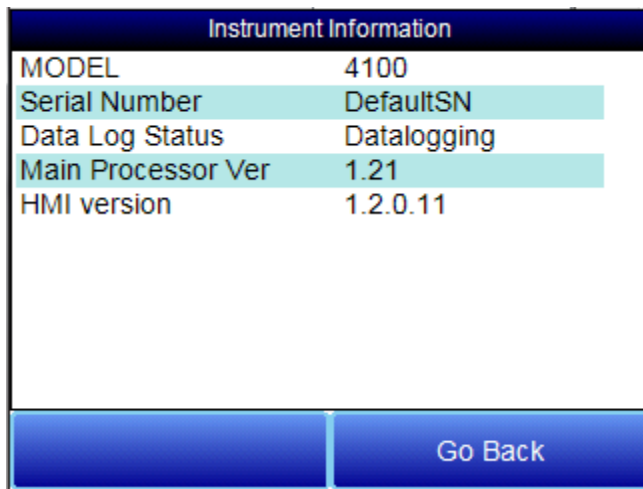 Instrument Information
MODEL 4100
Serial Number DefaultSN
Data Log Status Datalogging
Main Processor Ver 1.21
HMI version 1.2.0.11
Go Back